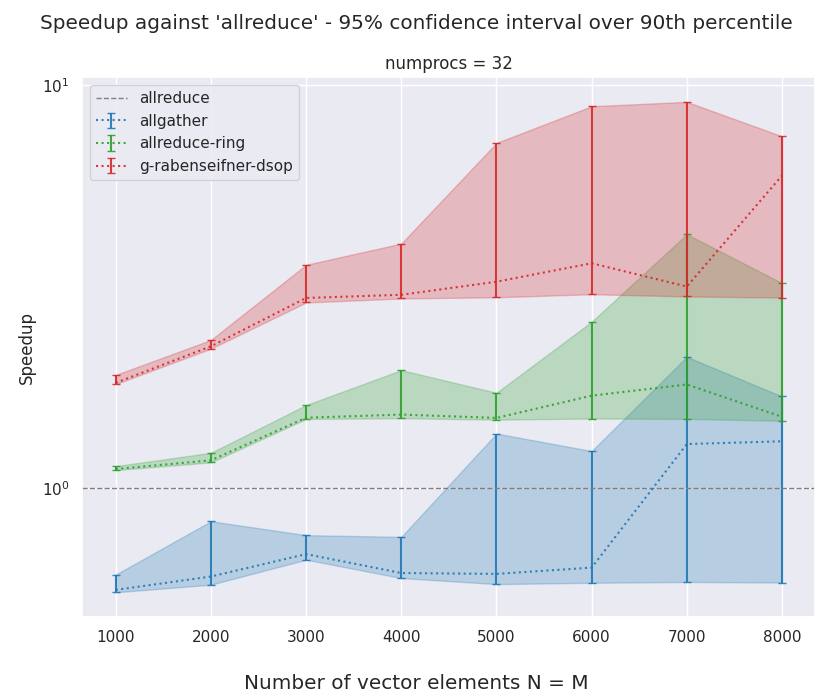 Speedup against 'allreduce' - 95% confidence interval over 90th percentile
numprocs = 32
10¹
allreduce
allgather
allreduce-ring
g-rabenseifner-dsop
Speedup
10⁰
1000 2000 3000 4000 5000 6000 7000 8000
Number of vector elements N = M